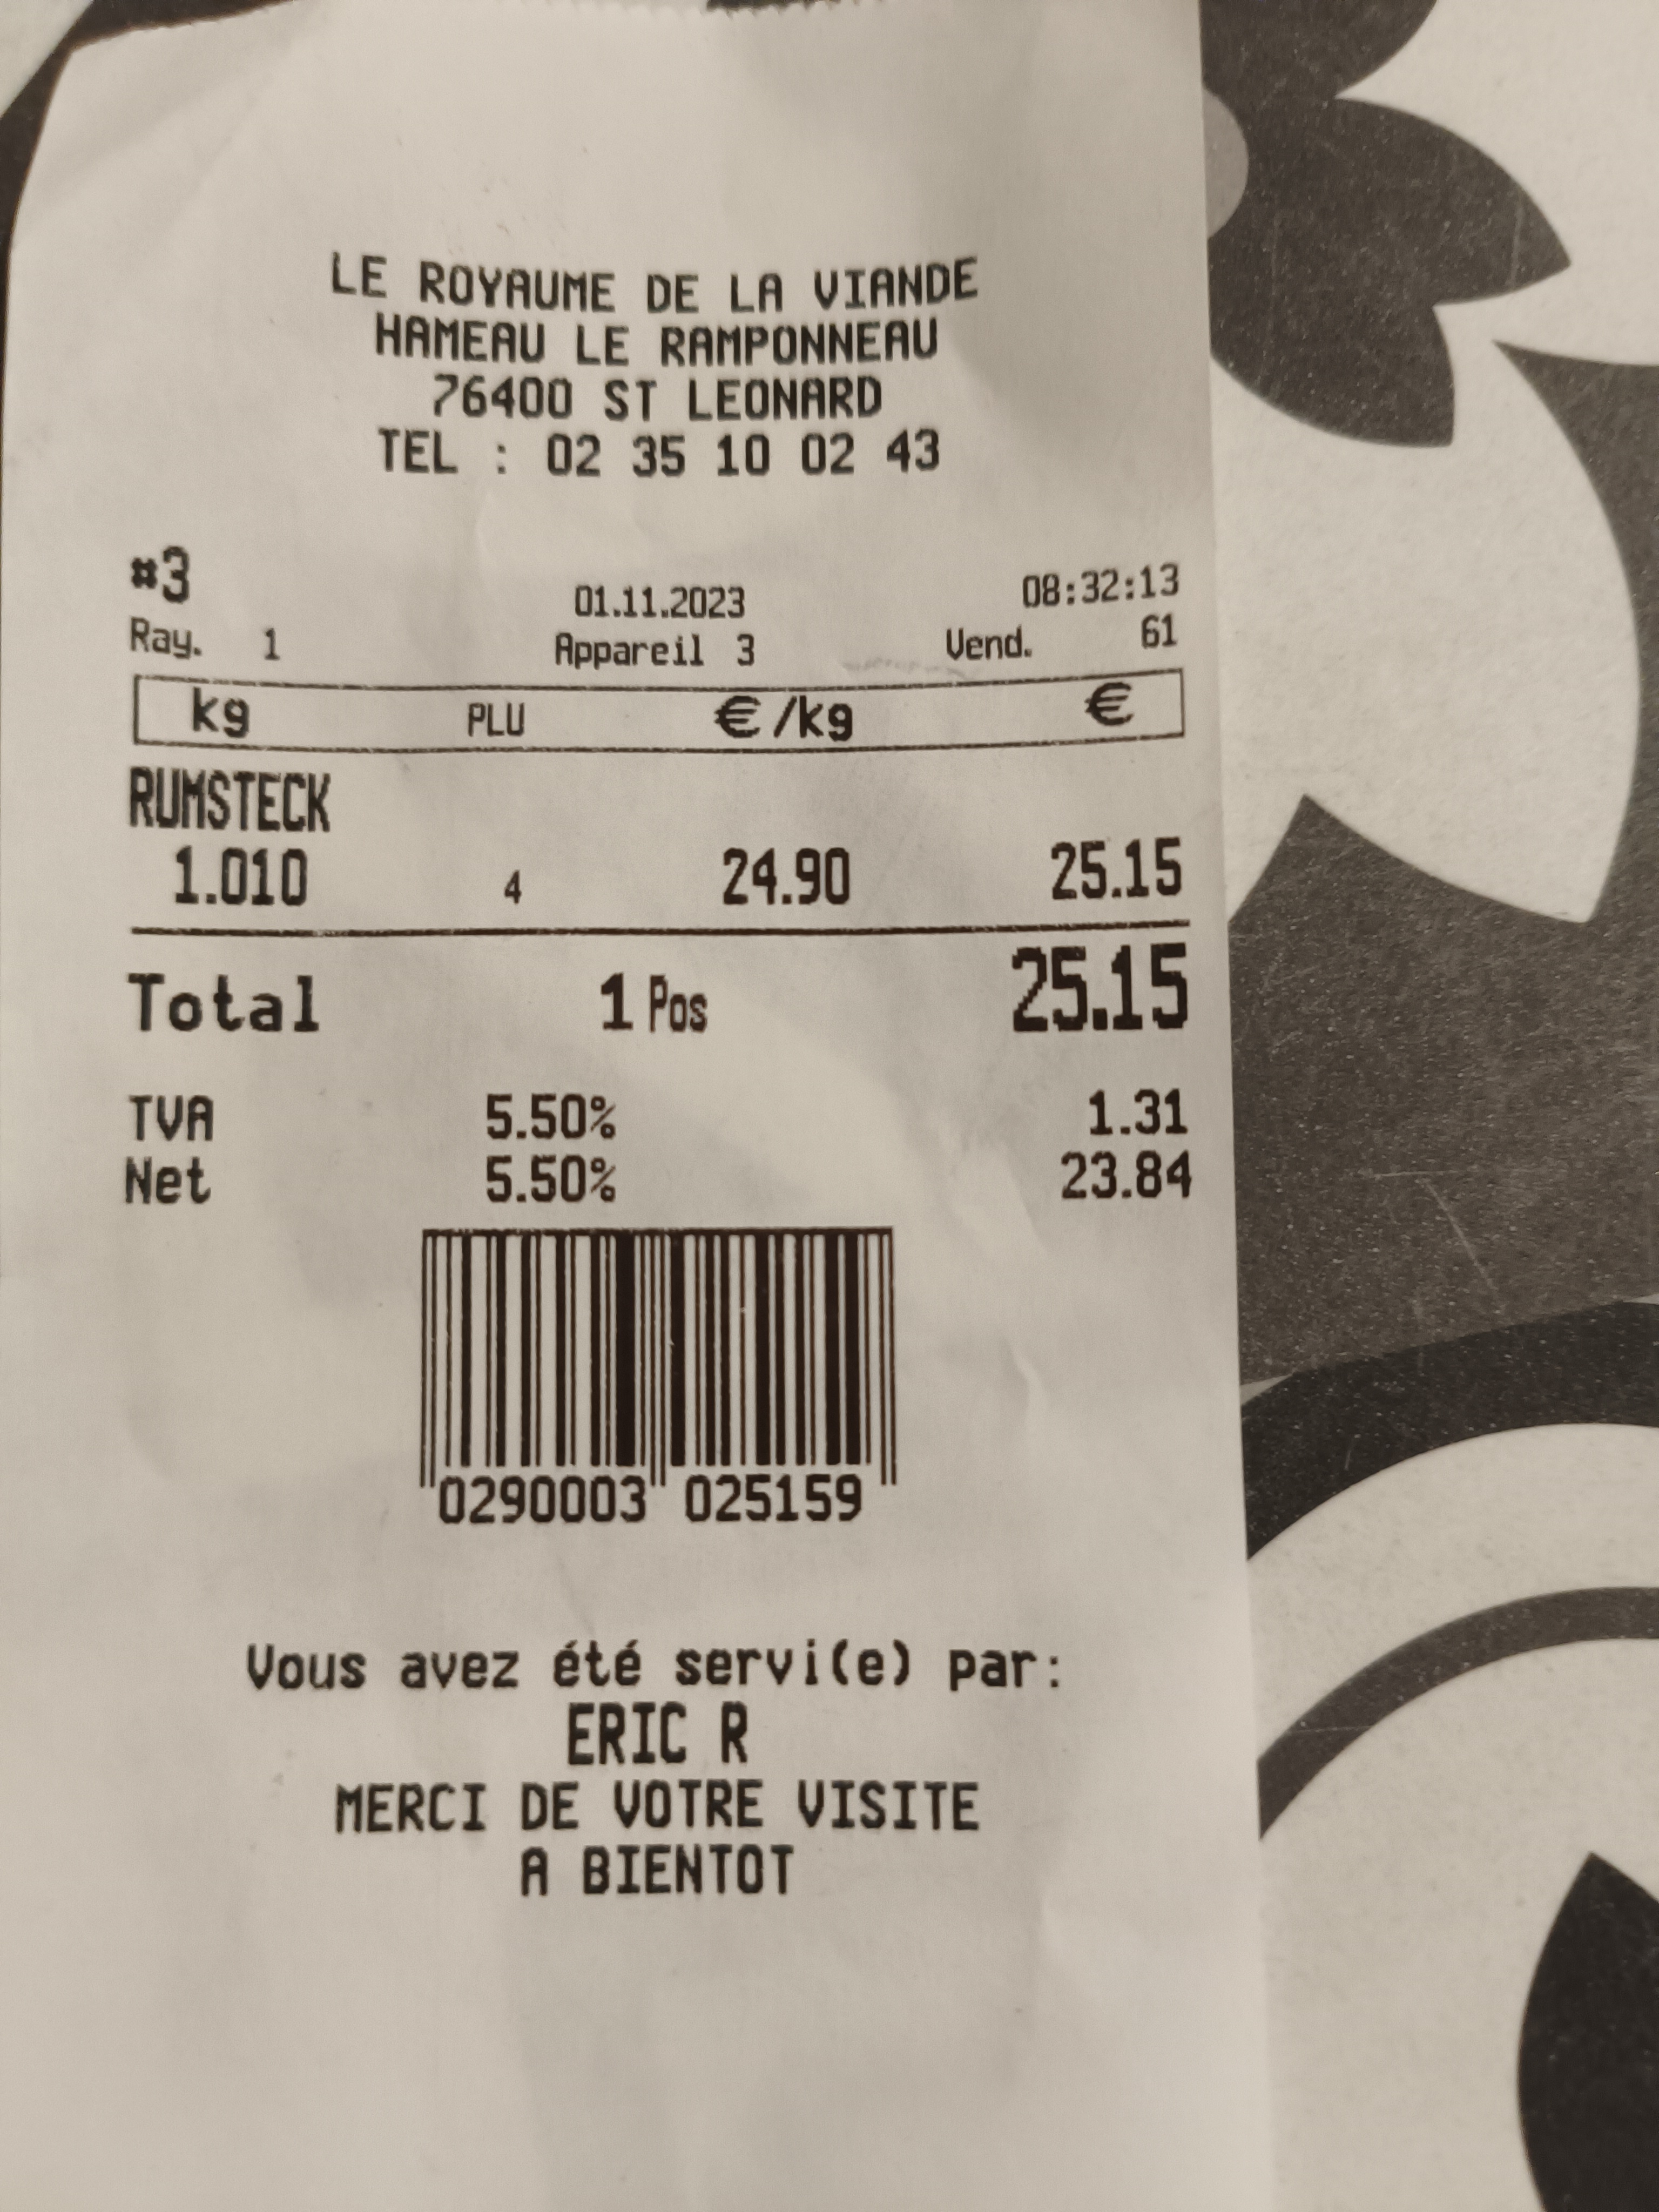 LE ROYAUME DE LA VIANDE
HAMEAU LE RAMPONNEAU
76400 ST LEONARD
TEL : 02 35 10 02 43
#3 01.11.2023 08:32:13
Ray. 1 Appareil 3 Vend. 61
kg PLU €/kg €
RUMSTECK
1.010 4 24.90 25.15
Total 1 Pos 25.15
TVA 5.50% 1.31
Net 5.50% 23.84
0290003 025159
Vous avez été servi(e) par:
ERIC R
MERCI DE VOTRE VISITE
A BIENTOT